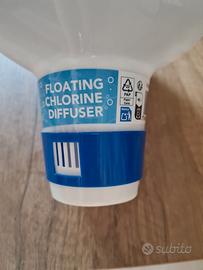 FLOATING
CHLORINE
DIFFUSER
subito